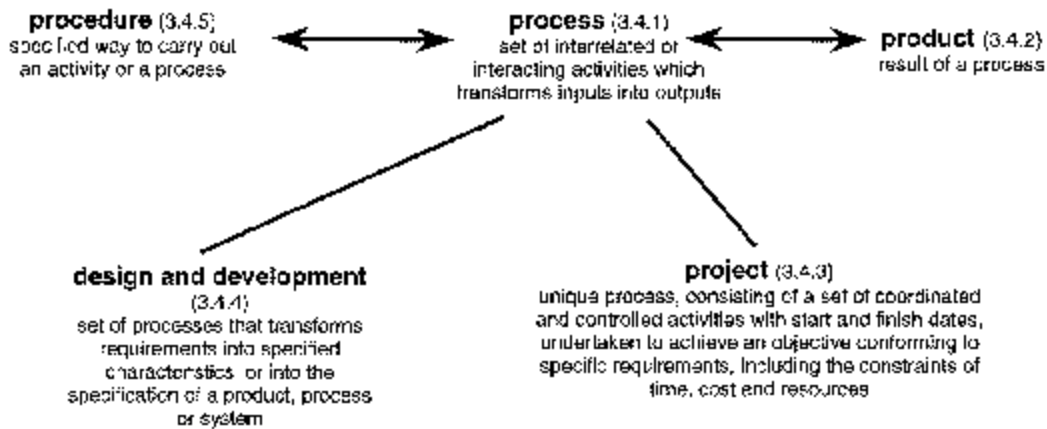 procedure (3.4.5)
specified way to carry out
an activity or a process
process (3.4.1)
set of interrelated or
interacting activities which
transforms inputs into outputs
product (3.4.2)
result of a process
design and development
(3.4.4)
set of processes that transforms
requirements into specified
characteristics or into the
specification of a product, process
or system
project (3.4.3)
unique process, consisting of a set of coordinated
and controlled activities with start and finish dates,
undertaken to achieve an objective conforming to
specific requirements, including the constraints of
time, cost and resources